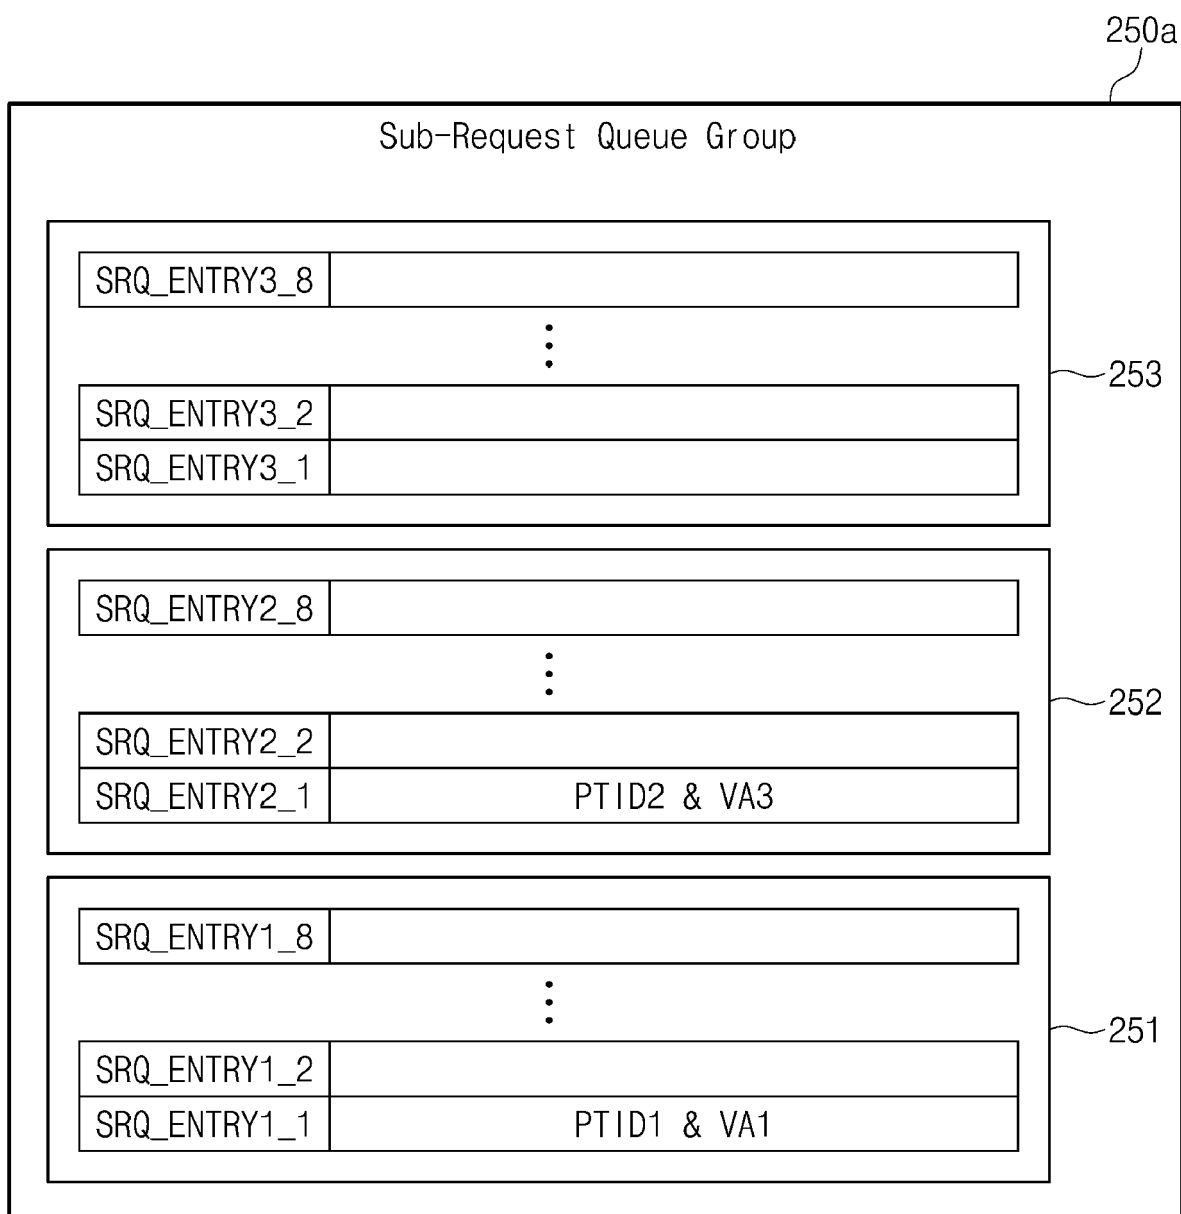 250a
Sub-Request Queue Group
SRQ_ENTRY3_8
253
SRQ_ENTRY3_2
SRQ_ENTRY3_1
SRQ_ENTRY2_8
252
SRQ_ENTRY2_2
SRQ_ENTRY2_1 PTID2 & VA3
SRQ_ENTRY1_8
251
SRQ_ENTRY1_2
SRQ_ENTRY1_1 PTID1 & VA1